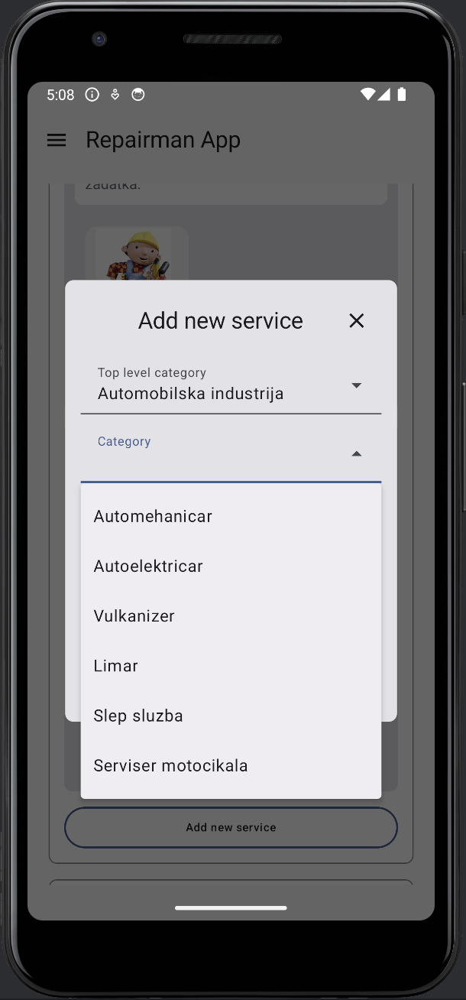 5:08
Repairman App
zadatka.
Add new service
Top level category
Automobilska industrija
Category
Automehanicar
Autoelektricar
Vulkanizer
Limar
Slep sluzba
Serviser motocikala
Add new service